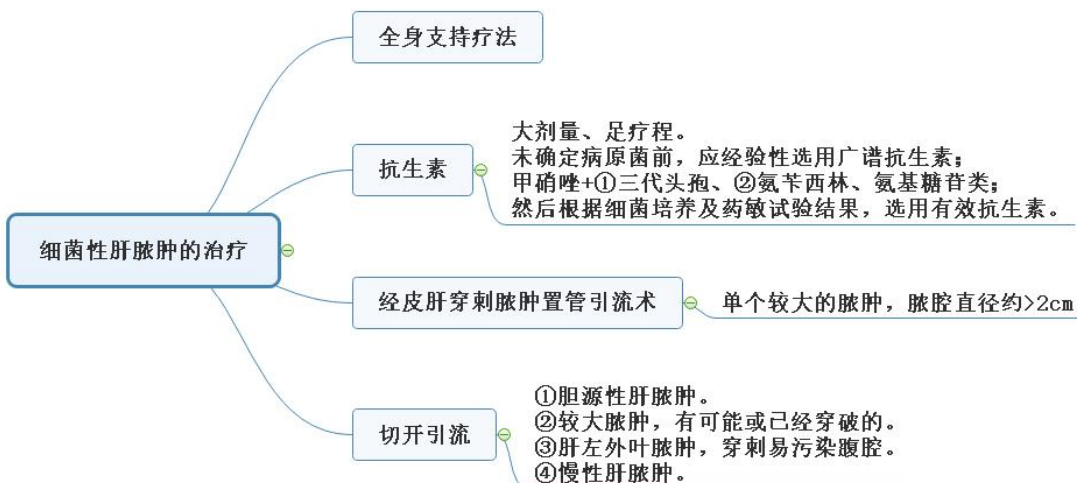 全身支持疗法
大剂量、足疗程。
未确定病原菌前，应经验性选用广谱抗生素；
抗生素
甲硝唑+①三代头孢、②氨苄西林、氨基糖苷类；
然后根据细菌培养及药敏试验结果，选用有效抗生素。
细菌性肝脓肿的治疗
经皮肝穿刺脓肿置管引流术
单个较大的脓肿，脓腔直径约>2cm
切开引流
①胆源性肝脓肿。
②较大脓肿，有可能或已经穿破的。
③肝左外叶脓肿，穿刺易污染腹腔。
④慢性肝脓肿。